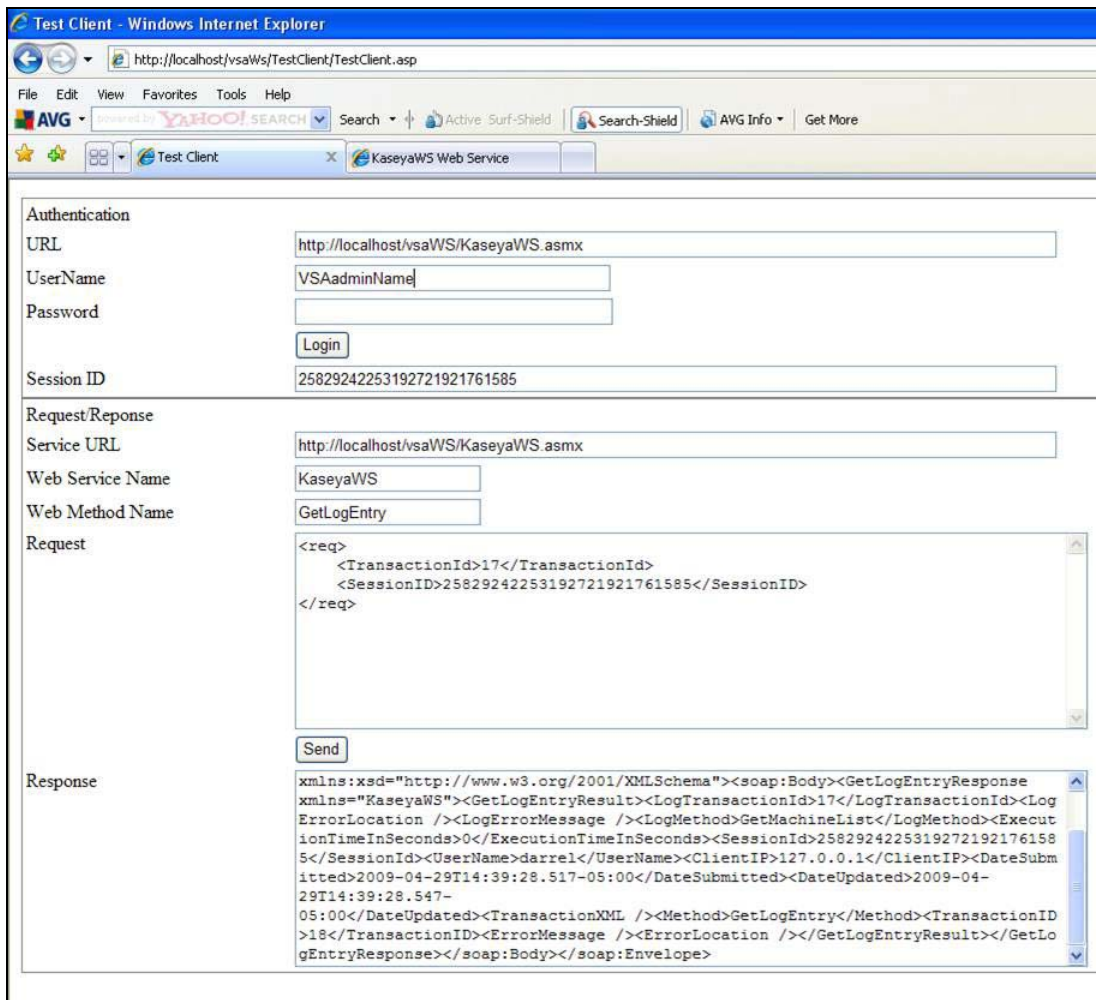 Test Client - Windows Internet Explorer
http://localhost/vsaWs/TestClient/TestClient.asp
File Edit View Favorites Tools Help
AVG powered by YAHOO! SEARCH Search Active Surf-Shield Search-Shield AVG Info Get More
Test Client X KaseyaWS Web Service
Authentication
URL http://localhost/vsaWS/KaseyaWS.asmx
UserName VSAadminName
Password
Login
Session ID 25829242253192721921761585
Request/Reponse
Service URL http://localhost/vsaWS/KaseyaWS.asmx
Web Service Name KaseyaWS
Web Method Name GetLogEntry
Request <req>
<TransactionId>17</TransactionId>
<SessionID>25829242253192721921761585</SessionID>
</req>
Send
Response xmlns:xsd="http://www.w3.org/2001/XMLSchema"><soap:Body><GetLogEntryResponse
xmlns="KaseyaWS"><GetLogEntryResult><LogTransactionId>17</LogTransactionId><Log
ErrorLocation /><LogErrorMessage /><LogMethod>GetMachineList</LogMethod><Execut
ionTimeInSeconds>0</ExecutionTimeInSeconds><SessionId>2582924225319272192176158
5</SessionId><UserName>darrel</UserName><ClientIP>127.0.0.1</ClientIP><DateSubm
itted>2009-04-29T14:39:28.517-05:00</DateSubmitted><DateUpdated>2009-04-
29T14:39:28.547-
05:00</DateUpdated><TransactionXML /><Method>GetLogEntry</Method><TransactionID
>18</TransactionID><ErrorMessage /><ErrorLocation /></GetLogEntryResult></GetLo
gEntryResponse></soap:Body></soap:Envelope>